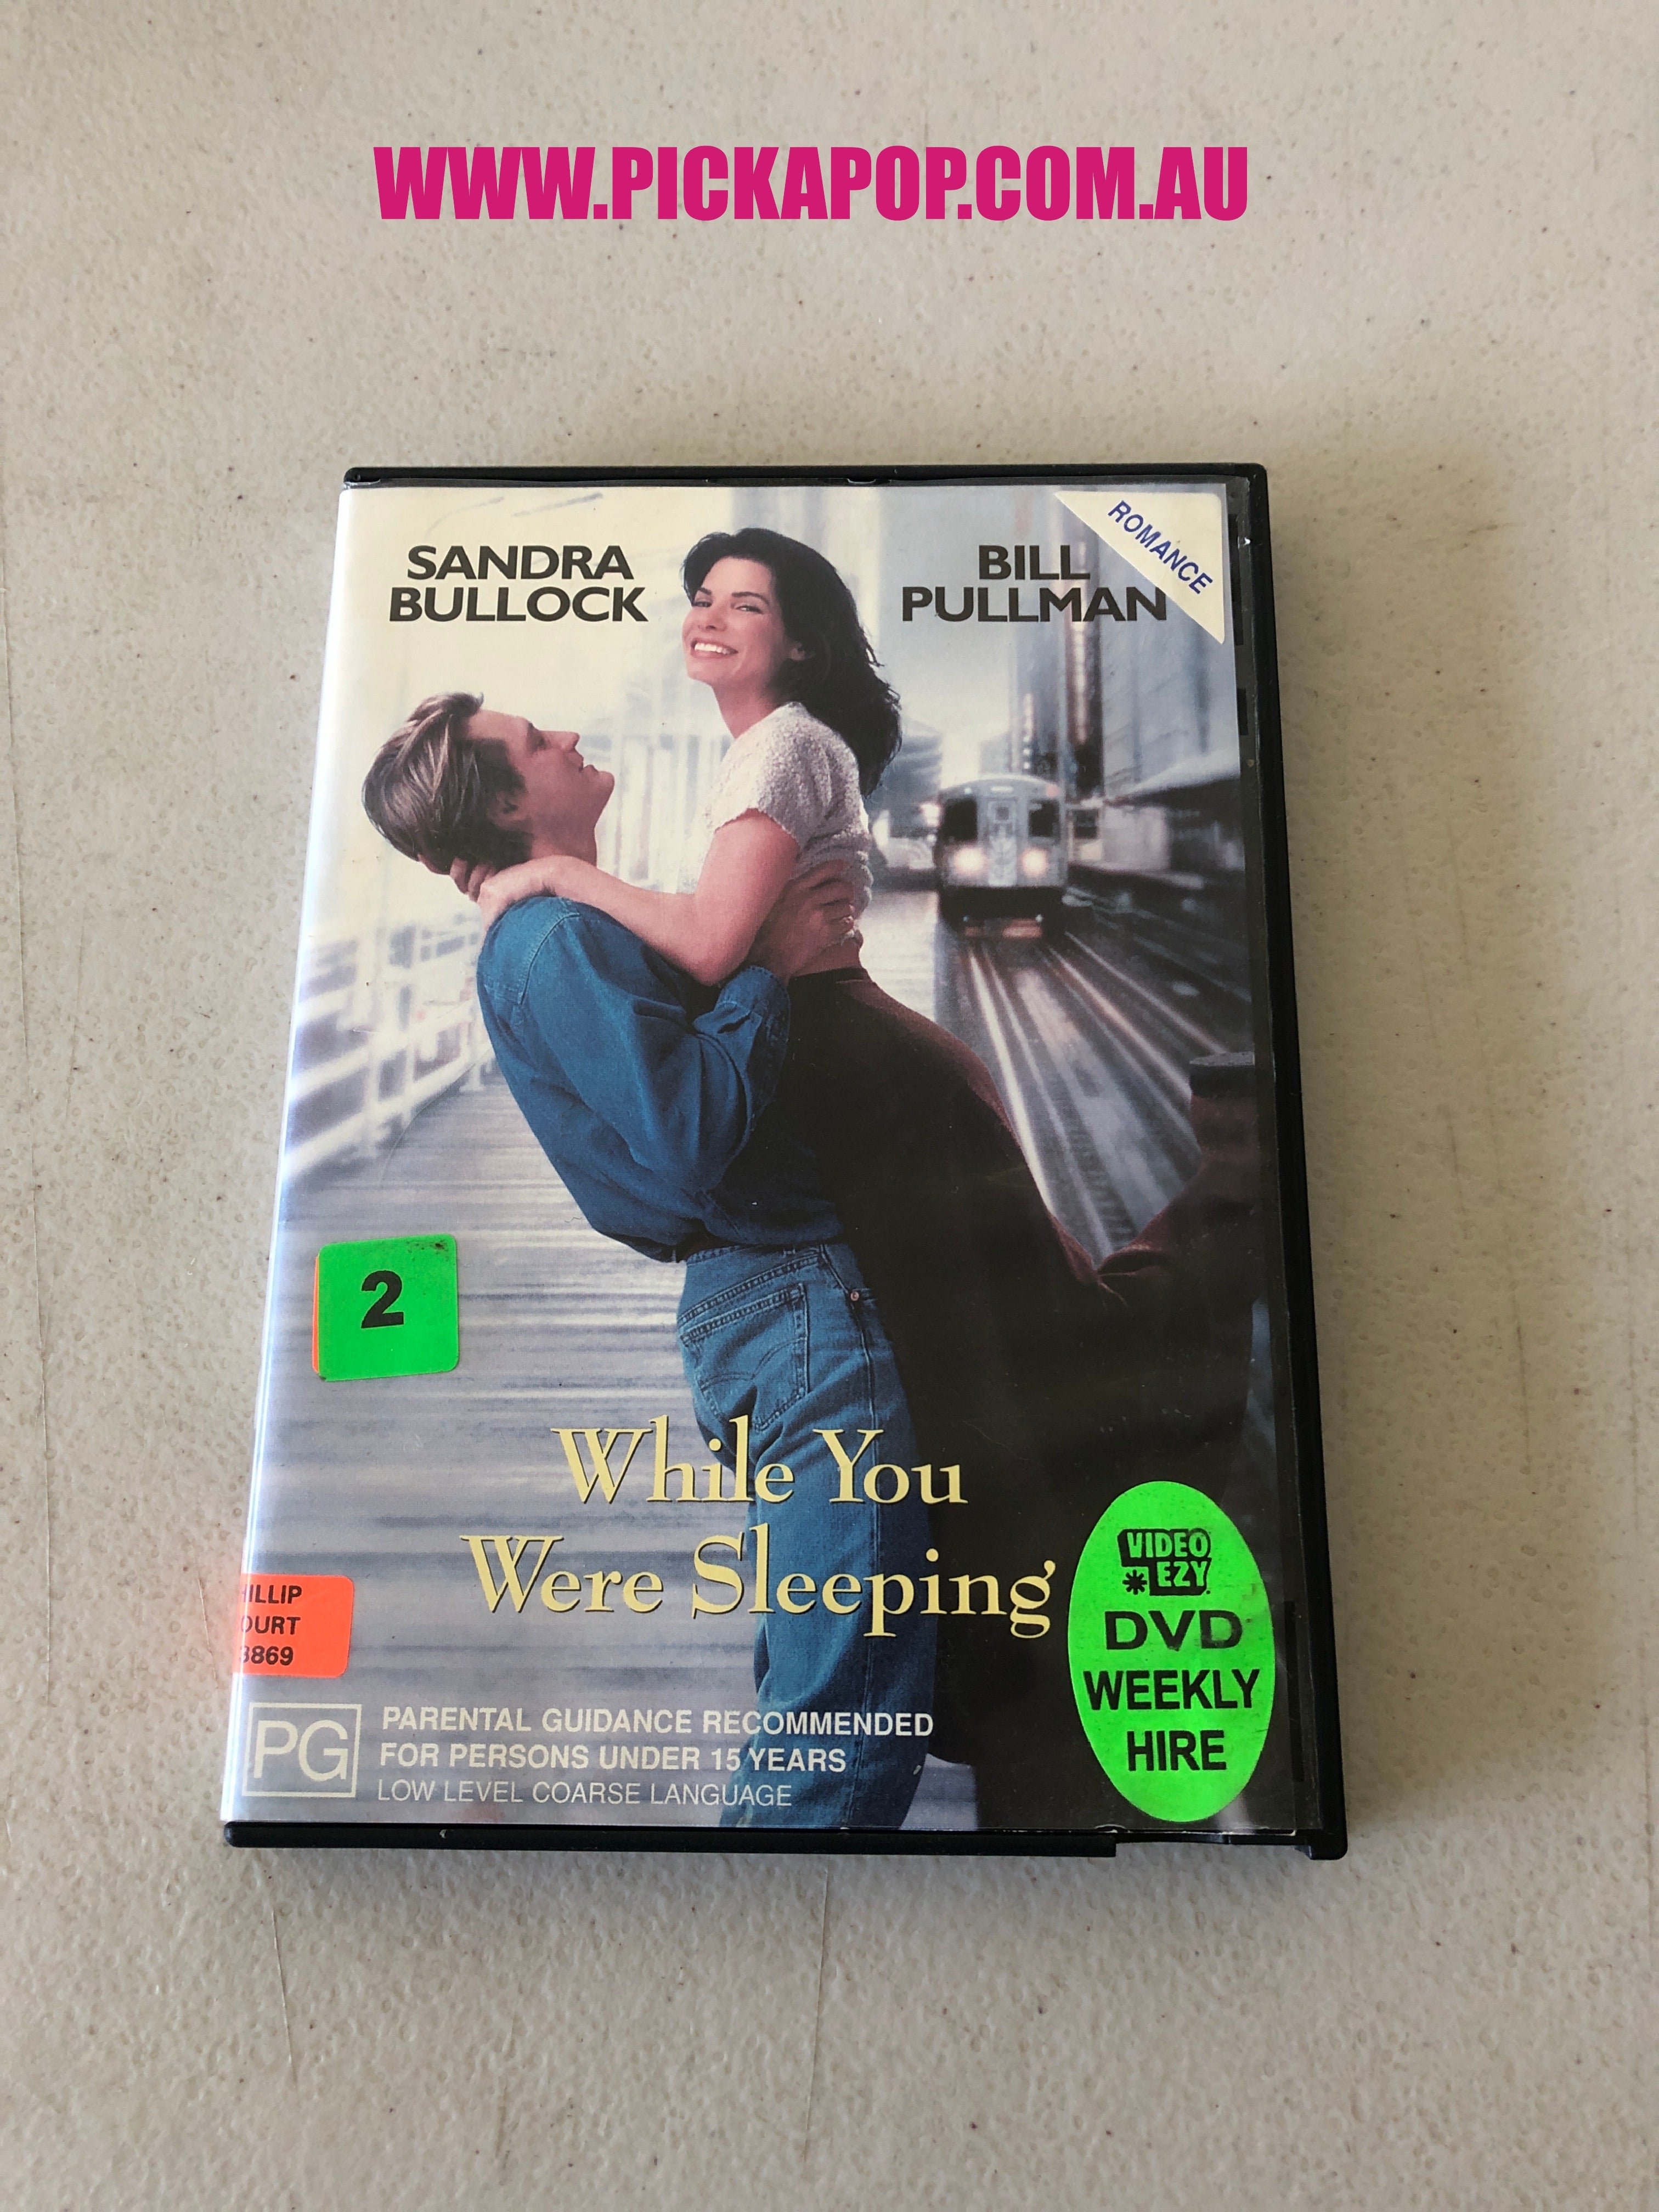 WWW.PICKAPOP.COM.AU
SANDRA
BULLOCK
BILL
PULLMAN
ROMANCE
2
While You
Were Sleeping
HILLIP
OURT
3869
VIDEO
EZY
DVD
WEEKLY
HIRE
PG
PARENTAL GUIDANCE RECOMMENDED
FOR PERSONS UNDER 15 YEARS
LOW LEVEL COARSE LANGUAGE